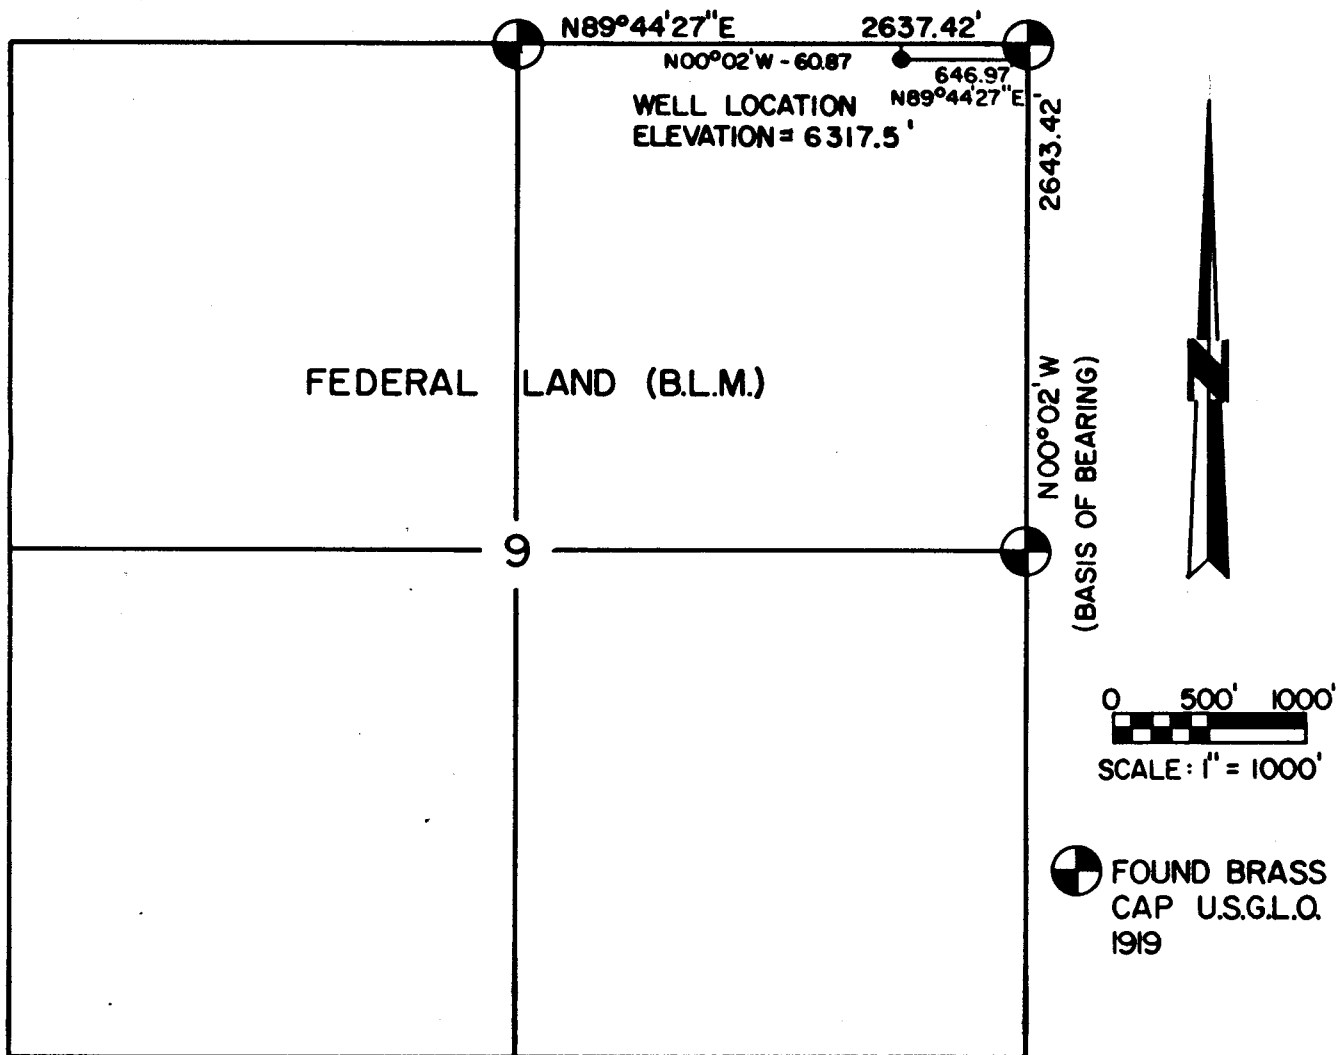 N89°44'27"E 2637.42'
N00°02'W - 60.87
646.97'
N89°44'27"E
WELL LOCATION
ELEVATION = 6317.5'
2643.42'
FEDERAL LAND (B.L.M.)
N00°02'W
(BASIS OF BEARING)
N
9
0 500' 1000'
SCALE: 1" = 1000'
FOUND BRASS
CAP U.S.G.L.O.
1919